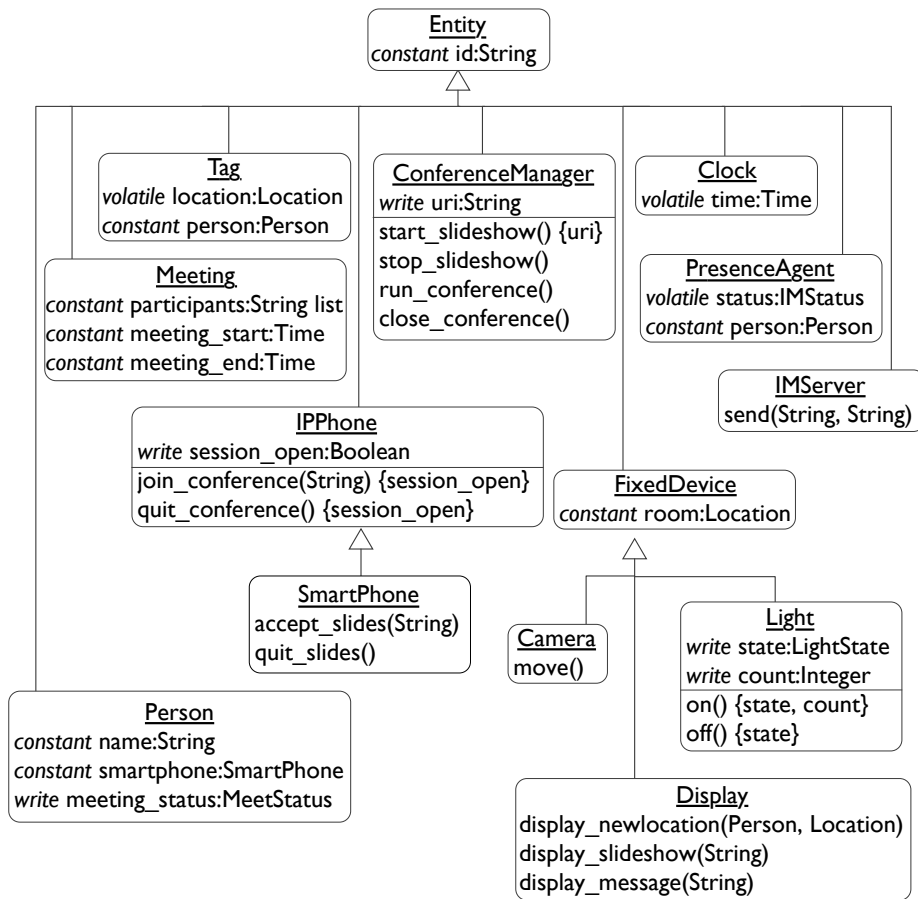 Entity
constant id:String
Tag
volatile location:Location
constant person:Person
ConferenceManager
write uri:String
start_slideshow() {uri}
stop_slideshow()
run_conference()
close_conference()
Clock
volatile time:Time
Meeting
constant participants:String list
constant meeting_start:Time
constant meeting_end:Time
PresenceAgent
volatile status:IMStatus
constant person:Person
IMServer
send(String, String)
IPPhone
write session_open:Boolean
join_conference(String) {session_open}
quit_conference() {session_open}
FixedDevice
constant room:Location
SmartPhone
accept_slides(String)
quit_slides()
Camera
move()
Light
write state:LightState
write count:Integer
on() {state, count}
off() {state}
Person
constant name:String
constant smartphone:SmartPhone
write meeting_status:MeetStatus
Display
display_newlocation(Person, Location)
display_slideshow(String)
display_message(String)